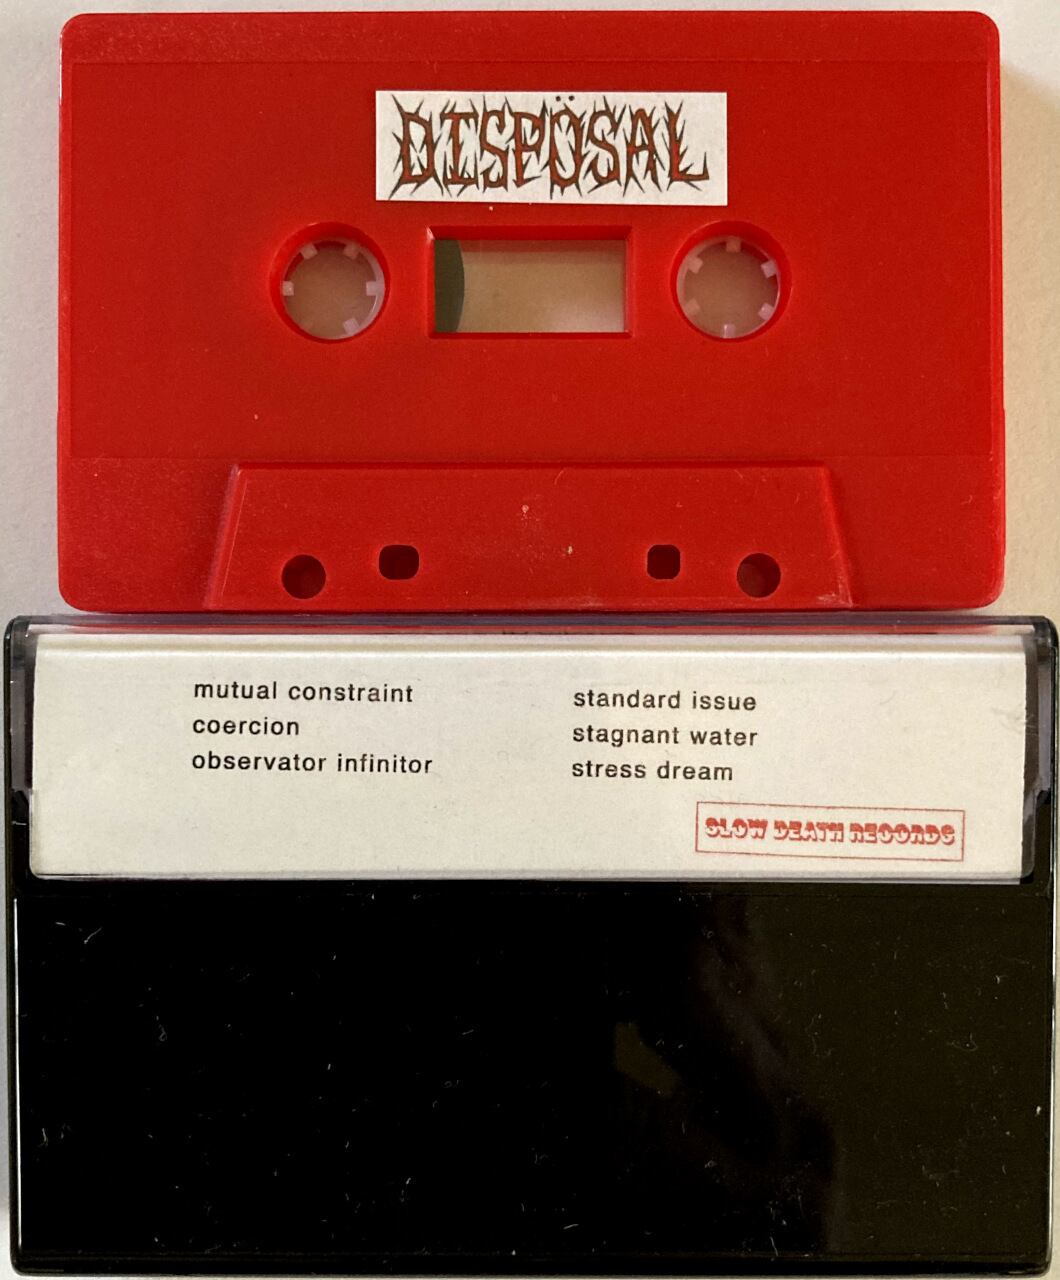 DISPÖSAL
mutual constraint
coercion
observator infinitor
standard issue
stagnant water
stress dream
SLOW DEATH RECORDS